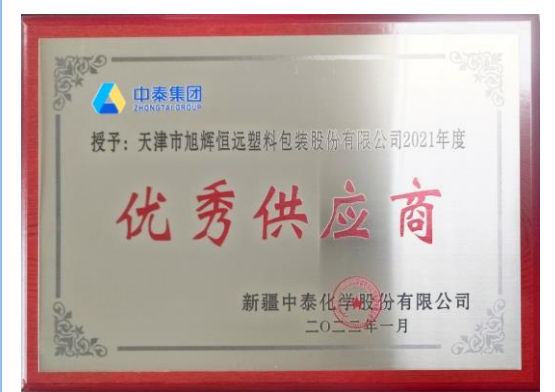 中泰集团
ZHONGTAI GROUP
授予：天津市旭辉恒远塑料包装股份有限公司2021年度
优秀供应商
新疆中泰化学股份有限公司
二〇二二年一月